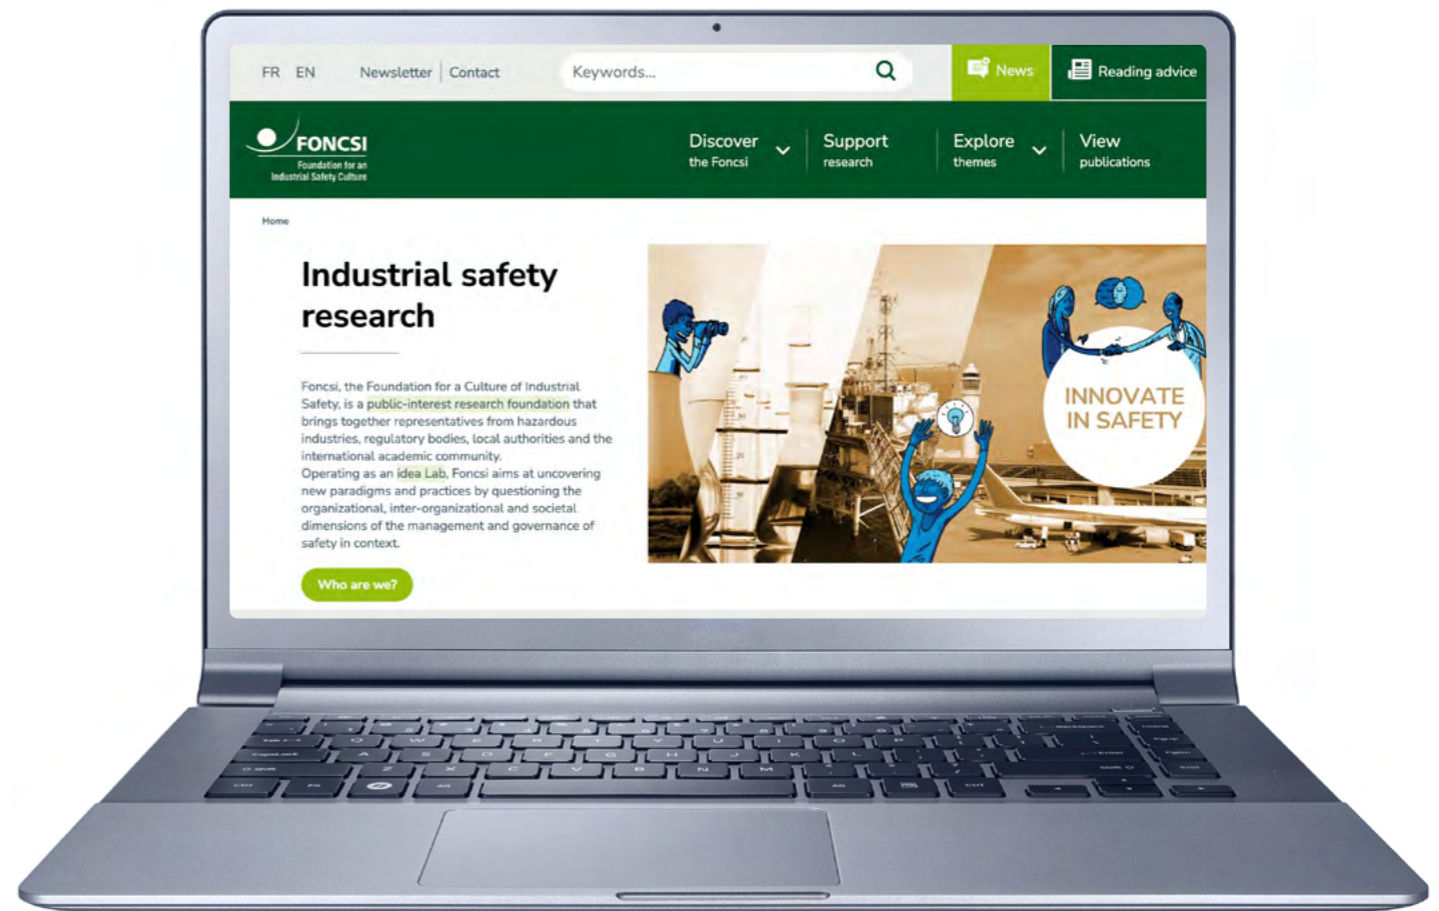 FR EN Newsletter Contact Keywords... News Reading advice
FONCSI
Foundation for an
Industrial Safety Culture
Discover
the Foncsi
Support
research
Explore
themes
View
publications
Home
Industrial safety
research
Foncsi, the Foundation for a Culture of Industrial
Safety, is a public-interest research foundation that
brings together representatives from hazardous
industries, regulatory bodies, local authorities and the
international academic community.
Operating as an idea Lab, Foncsi aims at uncovering
new paradigms and practices by questioning the
organizational, inter-organizational and societal
dimensions of the management and governance of
safety in context.
Who are we?
INNOVATE
IN SAFETY